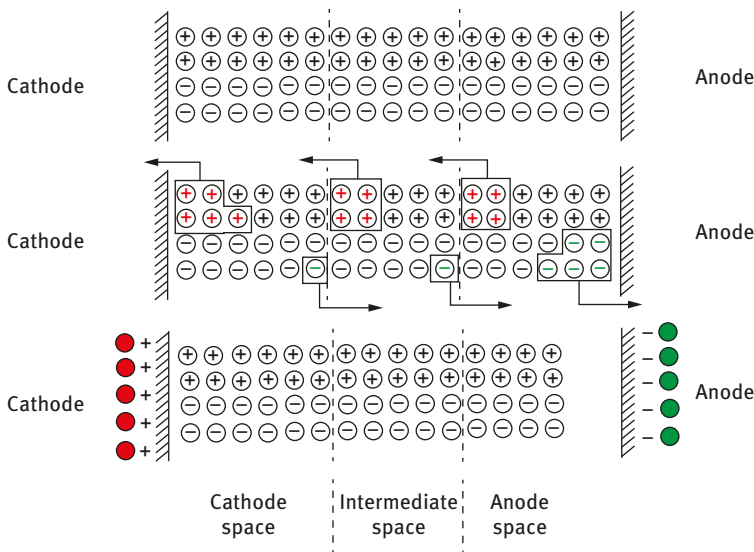 Cathode Anode
Cathode Anode
Cathode Anode
Cathode space
Intermediate space
Anode space